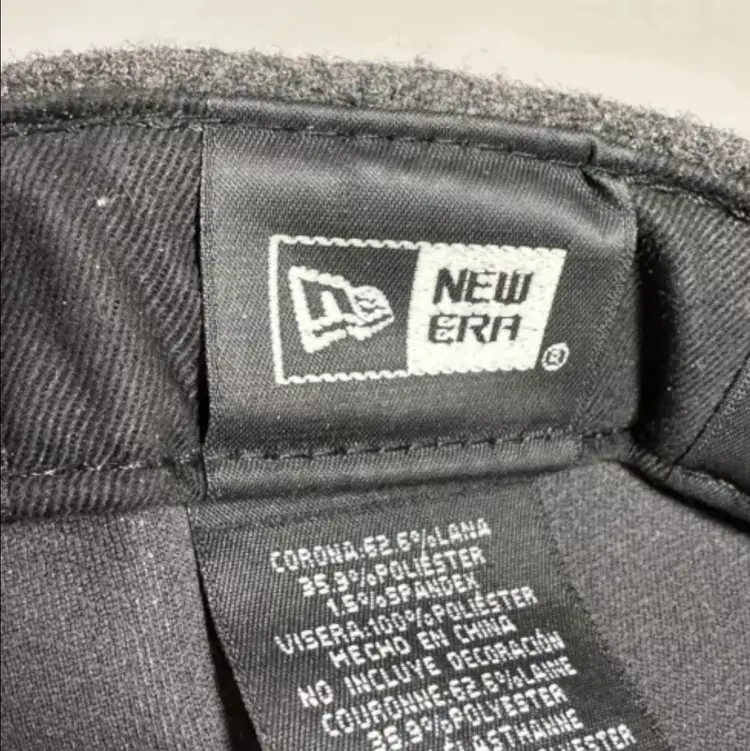 NEW
ERA
®
CORONA:62.6%LANA
35.9%POLIÉSTER
1.5%SPANDEX
VISERA:100%POLIÉSTER
HECHO EN CHINA
NO INCLUYE DECORACIÓN
COURONNE:62.6%LAINE
35.9%POLYESTER